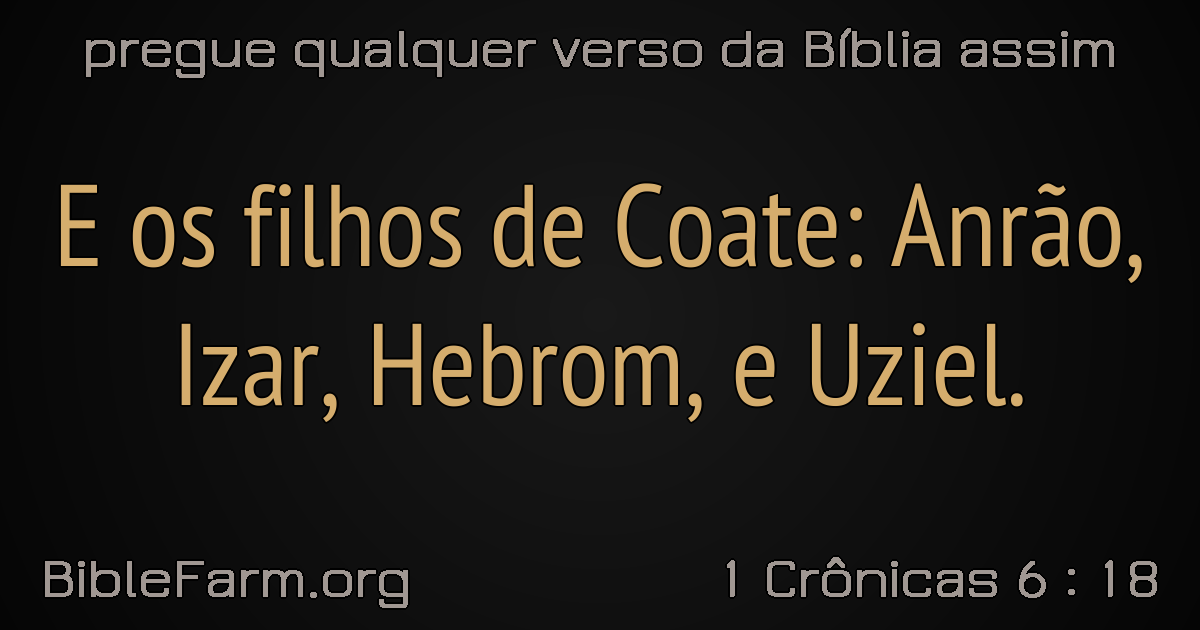 pregue qualquer verso da Bíblia assim
E os filhos de Coate: Anrão,
Izar, Hebrom, e Uziel.
BibleFarm.org
1 Crônicas 6 : 18